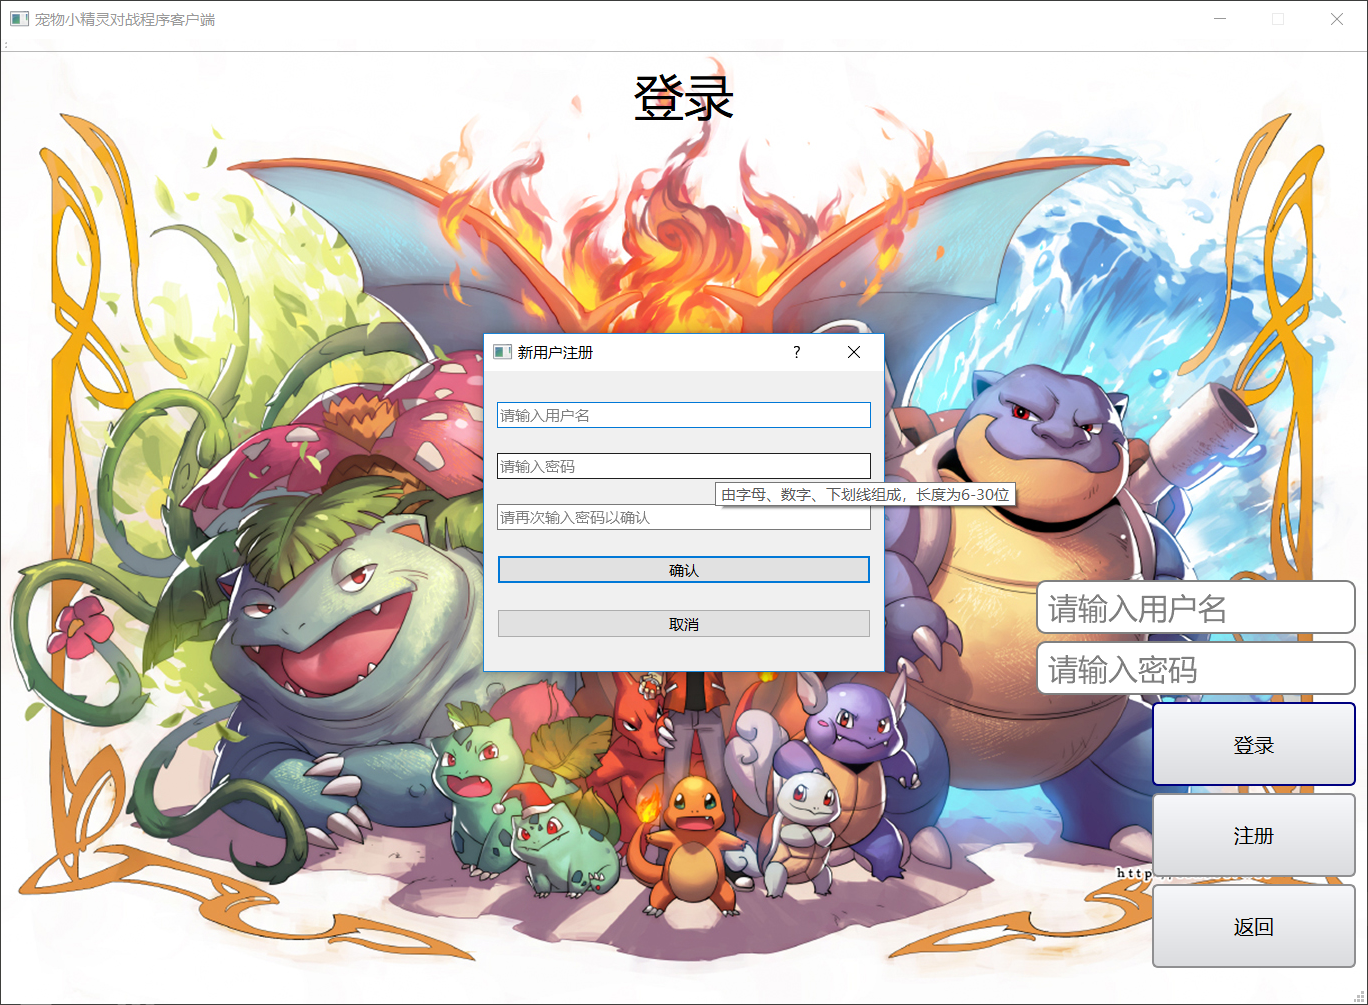 宠物小精灵对战程序客户端
登录
新用户注册
?
请输入用户名
请输入密码
由字母、数字、下划线组成，长度为6-30位
请再次输入密码以确认
确认
取消
请输入用户名
请输入密码
登录
注册
http
返回